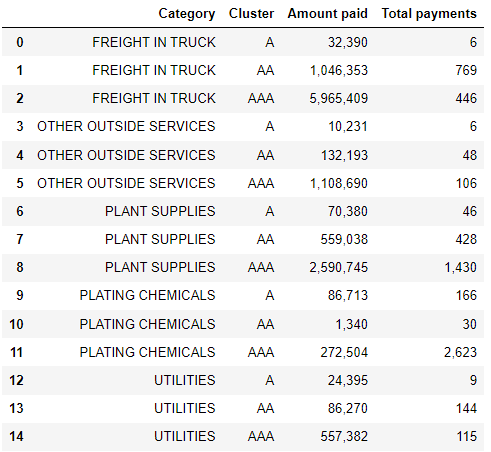 Category Cluster Amount paid Total payments
0 FREIGHT IN TRUCK A 32,390 6
1 FREIGHT IN TRUCK AA 1,046,353 769
2 FREIGHT IN TRUCK AAA 5,965,409 446
3 OTHER OUTSIDE SERVICES A 10,231 6
4 OTHER OUTSIDE SERVICES AA 132,193 48
5 OTHER OUTSIDE SERVICES AAA 1,108,690 106
6 PLANT SUPPLIES A 70,380 46
7 PLANT SUPPLIES AA 559,038 428
8 PLANT SUPPLIES AAA 2,590,745 1,430
9 PLATING CHEMICALS A 86,713 166
10 PLATING CHEMICALS AA 1,340 30
11 PLATING CHEMICALS AAA 272,504 2,623
12 UTILITIES A 24,395 9
13 UTILITIES AA 86,270 144
14 UTILITIES AAA 557,382 115